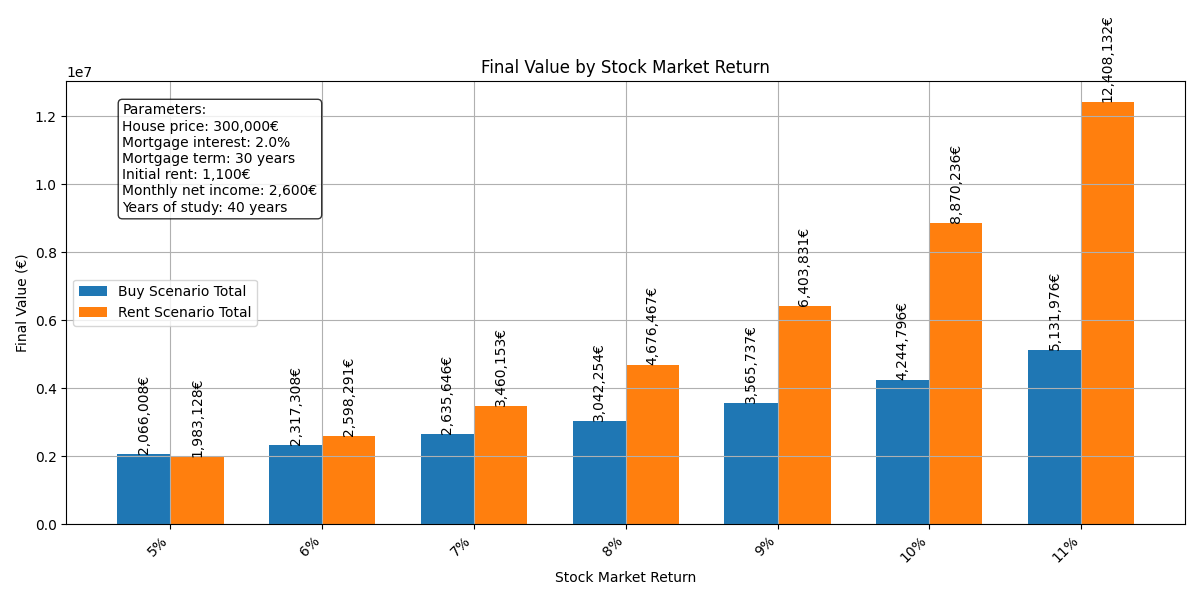 Final Value by Stock Market Return
1e7
Final Value (€)
1.2
1.0
0.8
0.6
0.4
0.2
0.0
Parameters:
House price: 300,000€
Mortgage interest: 2.0%
Mortgage term: 30 years
Initial rent: 1,100€
Monthly net income: 2,600€
Years of study: 40 years
Buy Scenario Total
Rent Scenario Total
2,066,008€
1,983,128€
2,317,308€
2,598,291€
2,635,646€
3,460,153€
3,042,254€
4,676,467€
3,565,737€
6,403,831€
4,244,796€
8,870,236€
5,131,976€
12,408,132€
5%
6%
7%
8%
9%
10%
11%
Stock Market Return